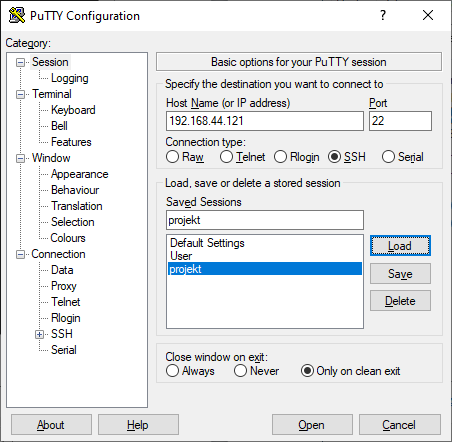 PuTTY Configuration
Category:
Session
Logging
Terminal
Keyboard
Bell
Features
Window
Appearance
Behaviour
Translation
Selection
Colours
Connection
Data
Proxy
Telnet
Rlogin
SSH
Serial
Basic options for your PuTTY session
Specify the destination you want to connect to
Host Name (or IP address) Port
192.168.44.121 22
Connection type:
Raw Telnet Rlogin SSH Serial
Load, save or delete a stored session
Saved Sessions
projekt
Default Settings
User
projekt
Load
Save
Delete
Close window on exit:
Always Never Only on clean exit
About Help Open Cancel